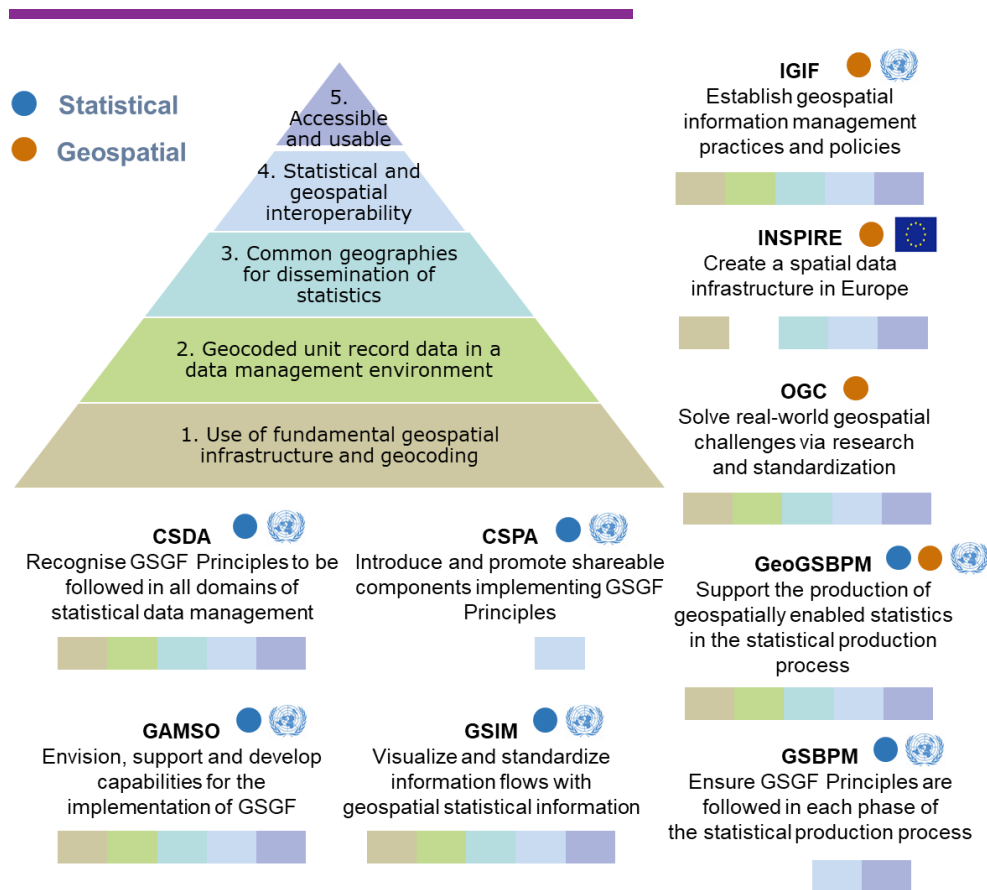 Statistical
Geospatial
5.
Accessible
and usable
4. Statistical and
geospatial
interoperability
3. Common geographies
for dissemination of
statistics
2. Geocoded unit record data in a
data management environment
1. Use of fundamental geospatial
infrastructure and geocoding
IGIF
Establish geospatial
information management
practices and policies
INSPIRE
Create a spatial data
infrastructure in Europe
OGC
Solve real-world geospatial
challenges via research
and standardization
CSDA
Recognise GSGF Principles to be
followed in all domains of
statistical data management
CSPA
Introduce and promote shareable
components implementing GSGF
Principles
GeoGSBPM
Support the production of
geospatially enabled statistics
in the statistical production
process
GAMSO
Envision, support and develop
capabilities for the
implementation of GSGF
GSIM
Visualize and standardize
information flows with
geospatial statistical information
GSBPM
Ensure GSGF Principles are
followed in each phase of
the statistical production process